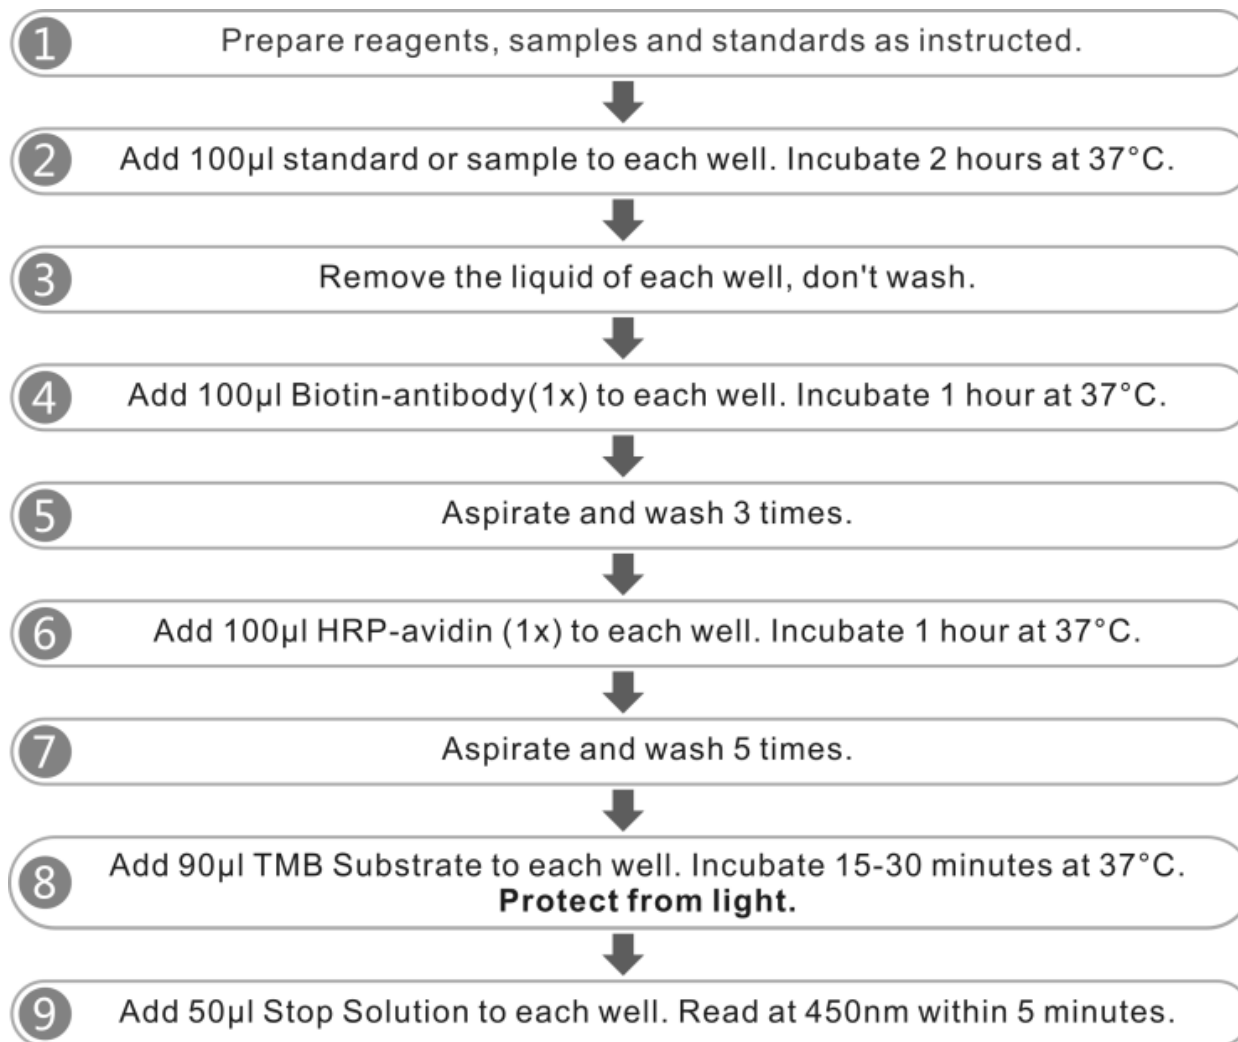 1
Prepare reagents, samples and standards as instructed.
2
Add 100µl standard or sample to each well. Incubate 2 hours at 37°C.
3
Remove the liquid of each well, don't wash.
4
Add 100µl Biotin-antibody(1x) to each well. Incubate 1 hour at 37°C.
5
Aspirate and wash 3 times.
6
Add 100µl HRP-avidin (1x) to each well. Incubate 1 hour at 37°C.
7
Aspirate and wash 5 times.
8
Add 90µl TMB Substrate to each well. Incubate 15-30 minutes at 37°C.
Protect from light.
9
Add 50µl Stop Solution to each well. Read at 450nm within 5 minutes.